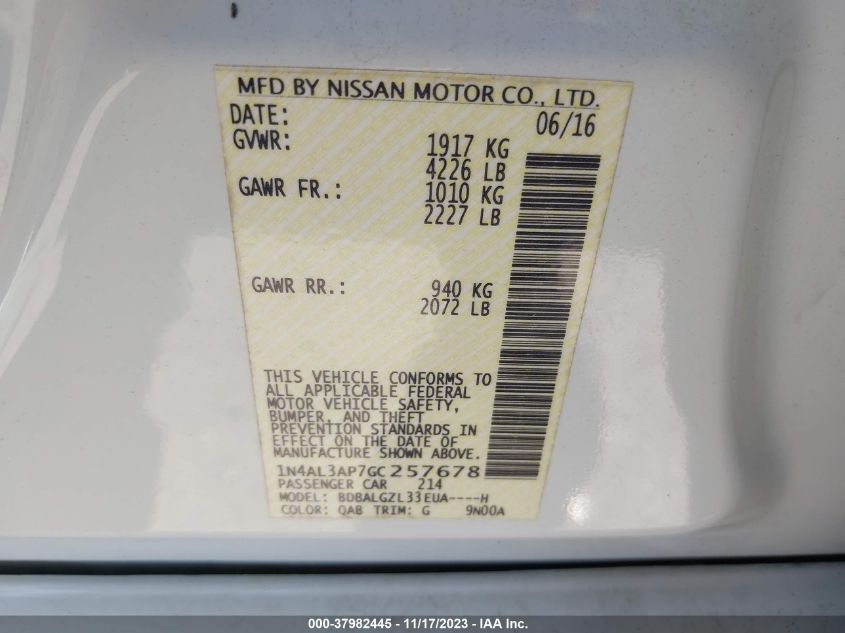 MFD BY NISSAN MOTOR CO., LTD.
DATE: 06/16
GVWR: 1917 KG
4226 LB
GAWR FR.: 1010 KG
2227 LB
GAWR RR.: 940 KG
2072 LB
THIS VEHICLE CONFORMS TO
ALL APPLICABLE FEDERAL
MOTOR VEHICLE SAFETY,
BUMPER, AND THEFT
PREVENTION STANDARDS IN
EFFECT ON THE DATE OF
MANUFACTURE SHOWN ABOVE.
1N4AL3AP7GC257678
PASSENGER CAR 214
MODEL: BDBALGZL33EUA----H
COLOR: QAB TRIM: G 9N00A
000-37982445 - 11/17/2023 - IAA Inc.